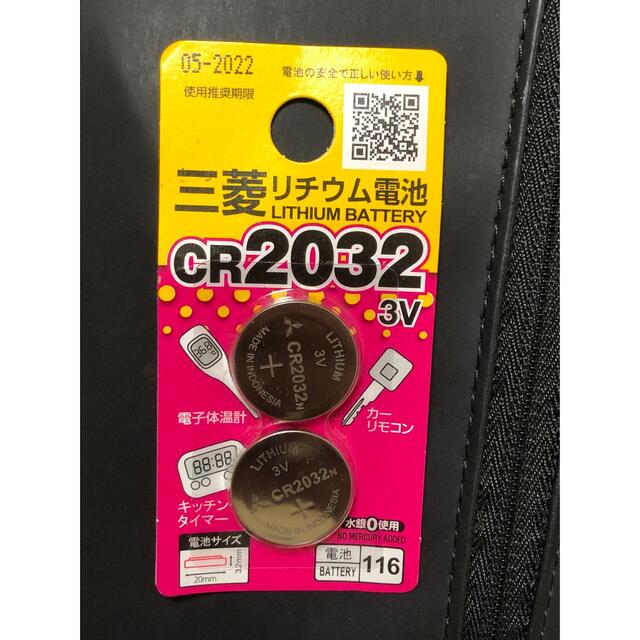 05-2022
使用推奨期限
電池の安全で正しい使い方⬇
三菱リチウム電池
LITHIUM BATTERY
CR2032
3V
36.8
LITHIUM
3V
CR2032N
MADE IN INDONESIA
電子体温計
カー
リモコン
LITHIUM
3V
CR2032N
MADE IN INDONESIA
88:88
キッチン
タイマー
水銀0使用
NO MERCURY ADDED
電池サイズ
3.2mm
20mm
電池
BATTERY
116